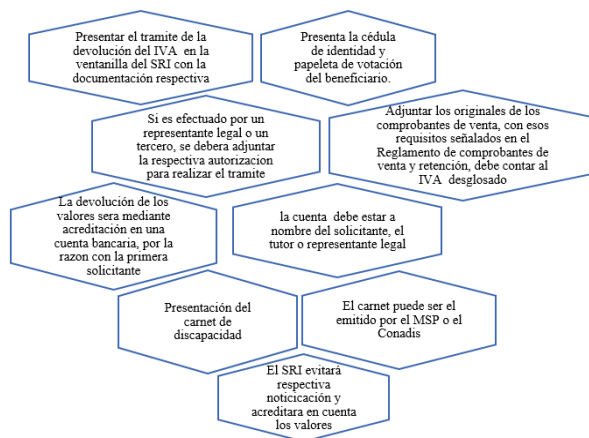 Presentar el tramite de la
devolución del IVA en la
ventanilla del SRI con la
documentación respectiva
Presenta la cédula
de identidad y
papeleta de votación
del beneficiario.
Si es efectuado por un
representante legal o un
tercero, se debera adjuntar
la respectiva autorizacion
para realizar el tramite
Adjuntar los originales de los
comprobantes de venta, con esos
requisitos señalados en el
Reglamento de comprobantes de
venta y retención, debe contar al
IVA desglosado
La devolución de los
valores sera mediante
acreditación en una
cuenta bancaria, por la
razon con la primera
solicitante
la cuenta debe estar a
nombre del solicitante, el
tutor o representante legal
Presentación del
carnet de
discapacidad
El carnet puede ser el
emitido por el MSP o el
Conadis
El SRI evitará
respectiva
noticicación y
acreditara en cuenta
los valores